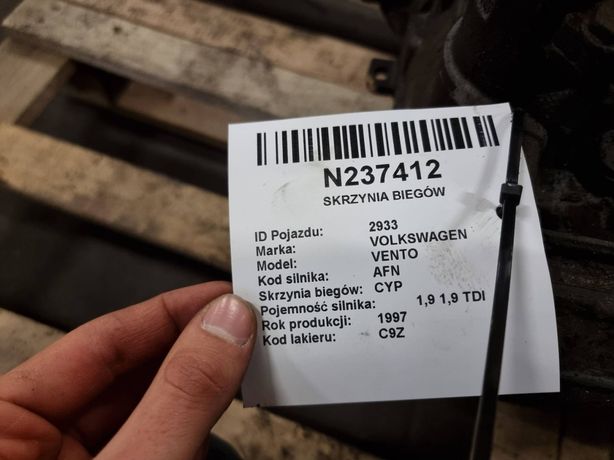 N237412
SKRZYNIA BIEGÓW
ID Pojazdu: 2933
Marka: VOLKSWAGEN
Model: VENTO
Kod silnika: AFN
Skrzynia biegów: CYP
Pojemność silnika: 1,9 1,9 TDI
Rok produkcji: 1997
Kod lakieru: C9Z